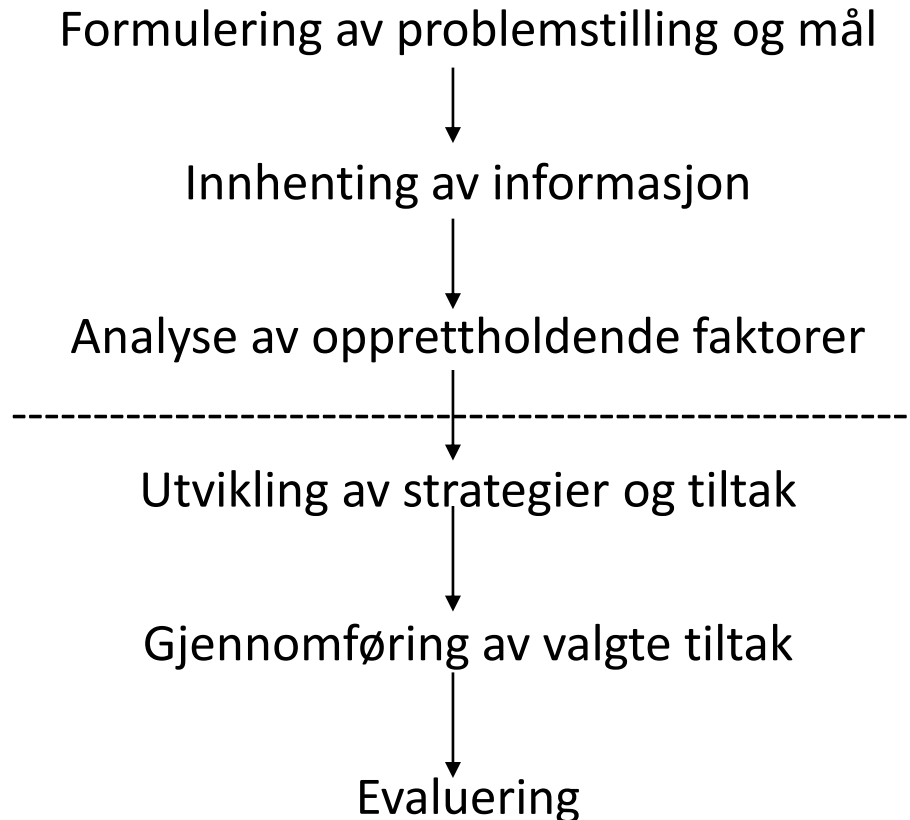 Formulering av problemstilling og mål
Innhenting av informasjon
Analyse av opprettholdende faktorer
Utvikling av strategier og tiltak
Gjennomføring av valgte tiltak
Evaluering